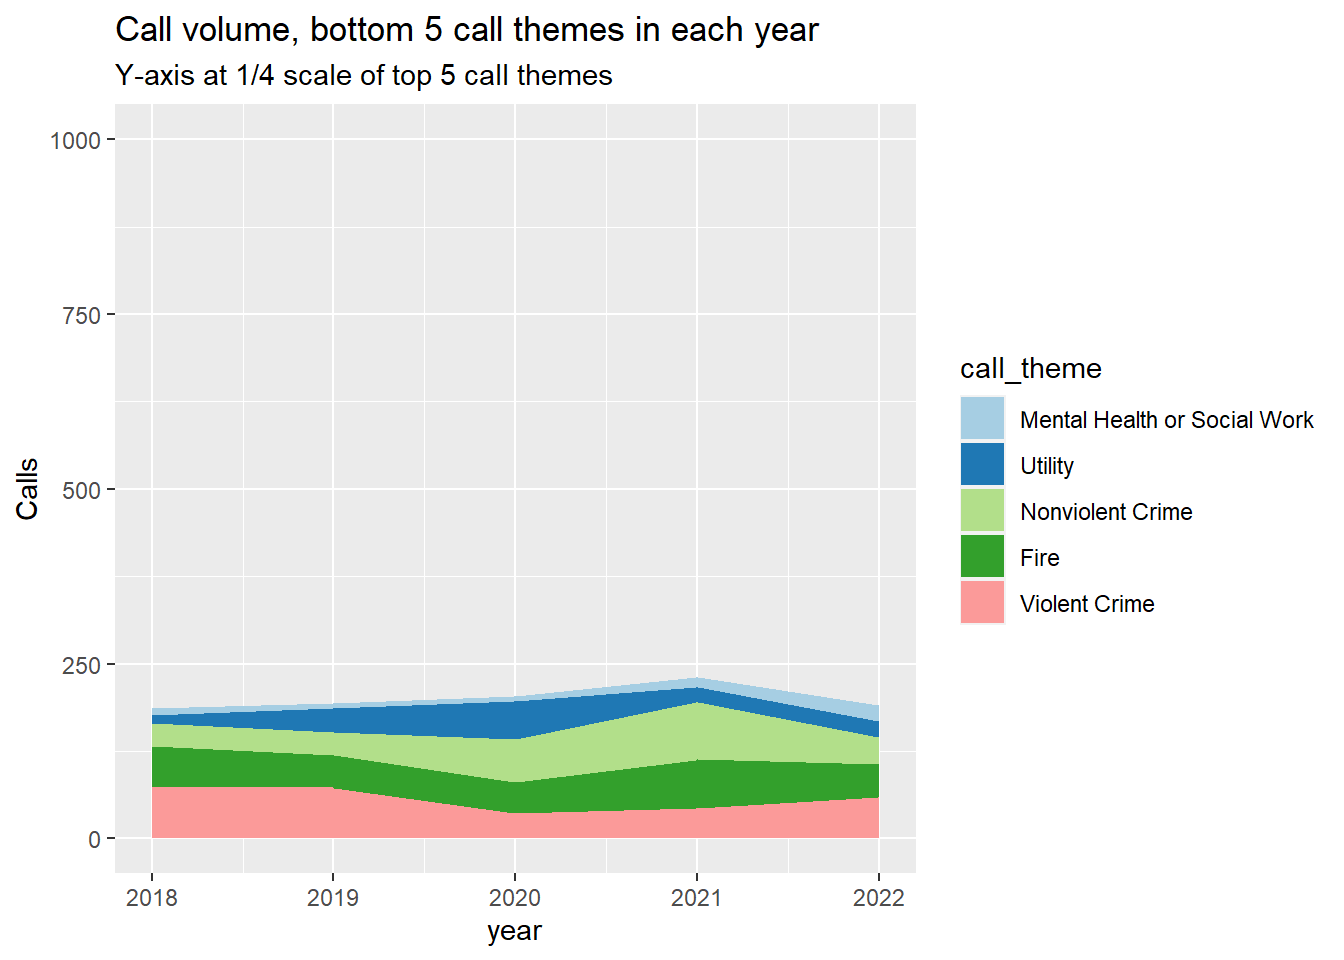 Call volume, bottom 5 call themes in each year
Y-axis at 1/4 scale of top 5 call themes
1000
750
500
250
0
Calls
2018 2019 2020 2021 2022
year
call_theme
Mental Health or Social Work
Utility
Nonviolent Crime
Fire
Violent Crime